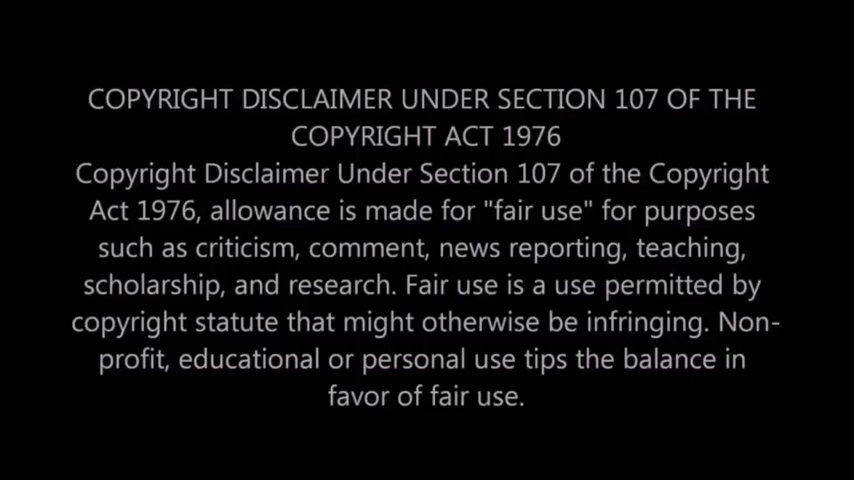 COPYRIGHT DISCLAIMER UNDER SECTION 107 OF THE
COPYRIGHT ACT 1976
Copyright Disclaimer Under Section 107 of the Copyright
Act 1976, allowance is made for "fair use" for purposes
such as criticism, comment, news reporting, teaching,
scholarship, and research. Fair use is a use permitted by
copyright statute that might otherwise be infringing. Non-
profit, educational or personal use tips the balance in
favor of fair use.